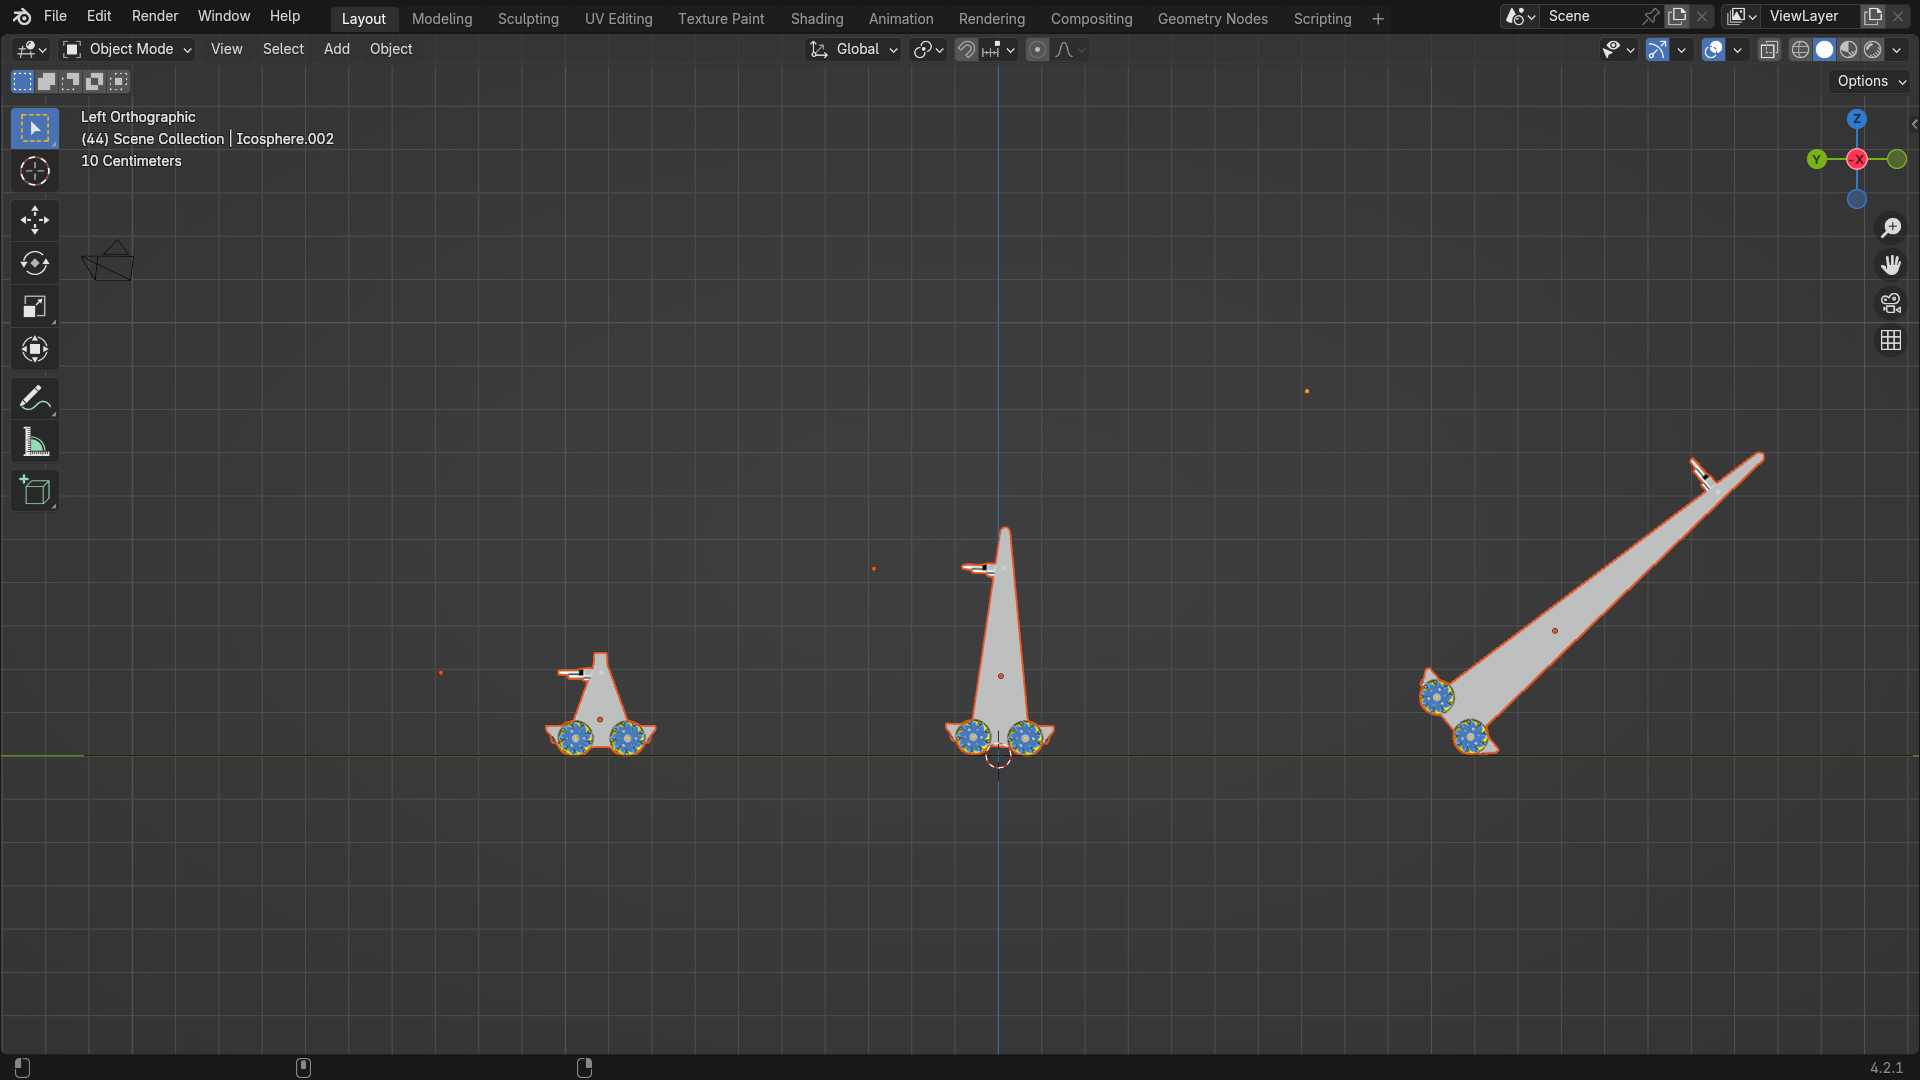 File Edit Render Window Help Layout Modeling Sculpting UV Editing Texture Paint Shading Animation Rendering Compositing Geometry Nodes Scripting + Scene ViewLayer
Object Mode View Select Add Object Global
Options
Left Orthographic
(44) Scene Collection | Icosphere.002
10 Centimeters
Z
Y -X
4.2.1